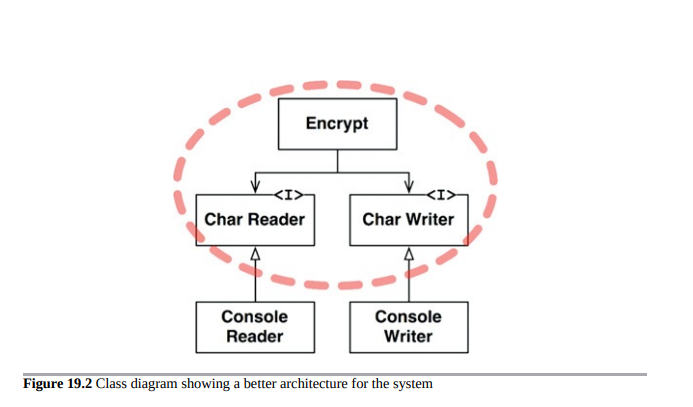 Encrypt
<I>
<I>
Char Reader
Char Writer
Console
Reader
Console
Writer
Figure 19.2 Class diagram showing a better architecture for the system